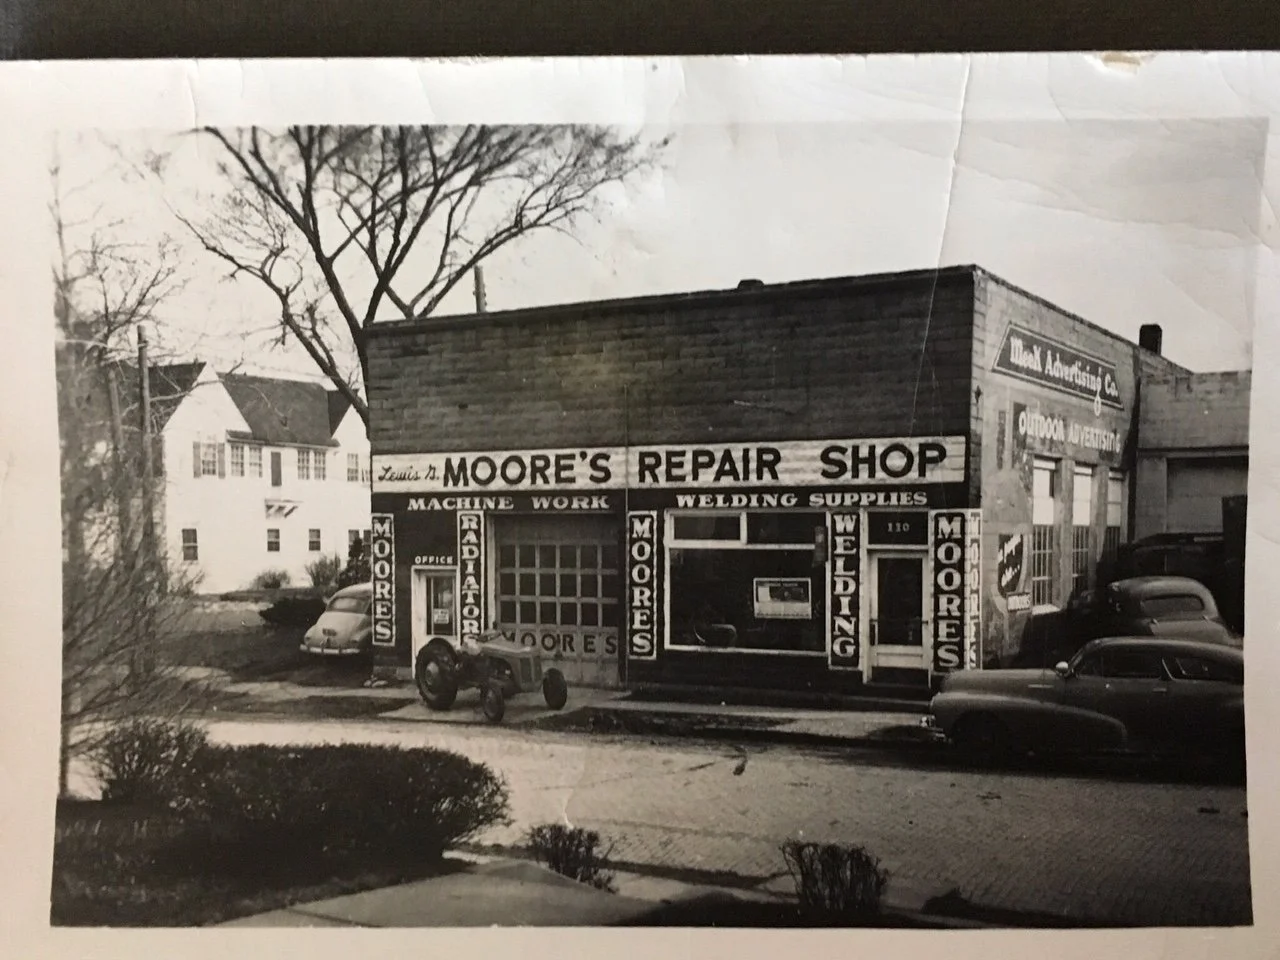 Lewis G. MOORE'S REPAIR SHOP
MACHINE WORK
WELDING SUPPLIES
MOORES
OFFICE
RADIATORS
MOORE'S
MOORES
WELDING
110
MOORES
MOORES
Advertising Co.
OUTDOOR ADVERTISING